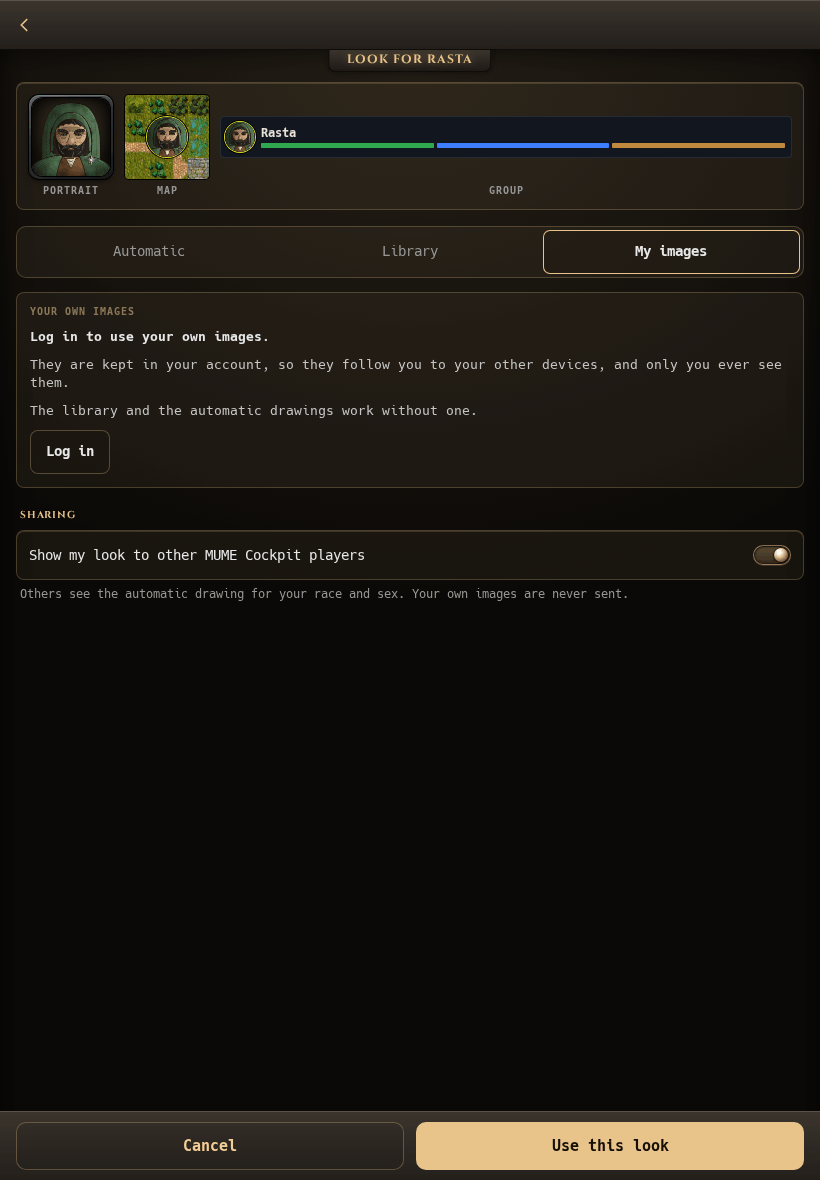 LOOK FOR RASTA
Rasta
PORTRAIT
MAP
GROUP
Automatic
Library
My images
YOUR OWN IMAGES
Log in to use your own images.
They are kept in your account, so they follow you to your other devices, and only you ever see
them.
The library and the automatic drawings work without one.
Log in
SHARING
Show my look to other MUME Cockpit players
Others see the automatic drawing for your race and sex. Your own images are never sent.
Cancel
Use this look